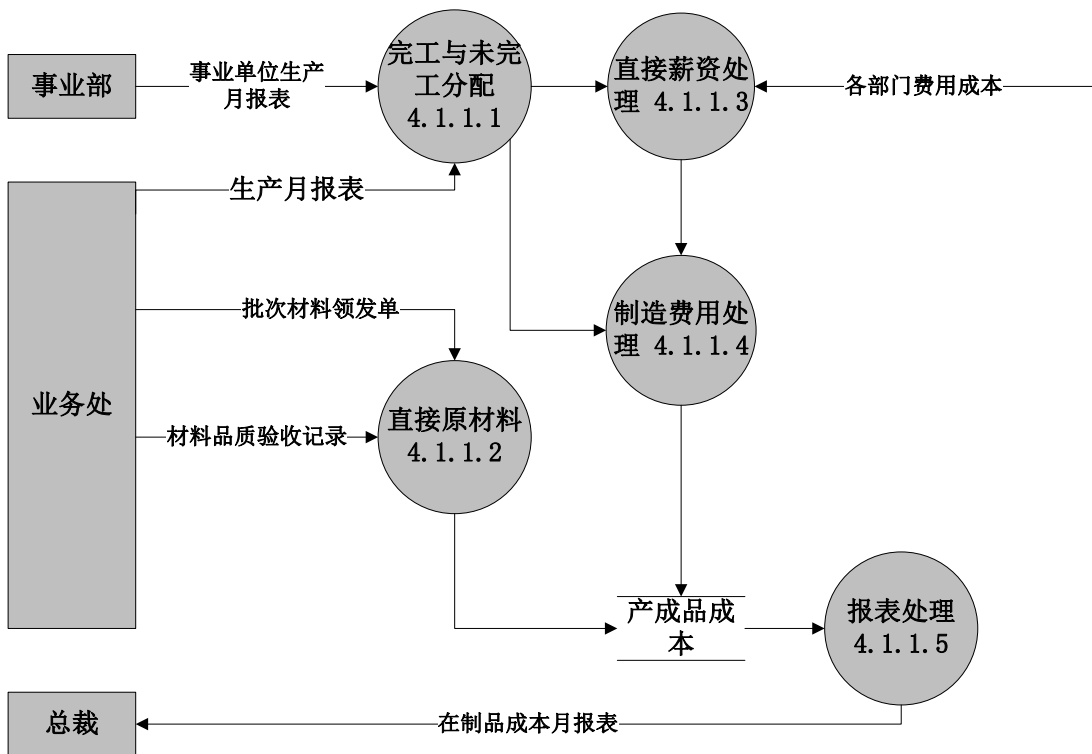 事业部
事业单位生产
月报表
完工与未完
工分配
4.1.1.1
直接薪资处
理 4.1.1.3
各部门费用成本
生产月报表
批次材料领发单
制造费用处
理 4.1.1.4
业务处
材料品质验收记录
直接原材料
4.1.1.2
产成品成
本
报表处理
4.1.1.5
总裁
在制品成本月报表